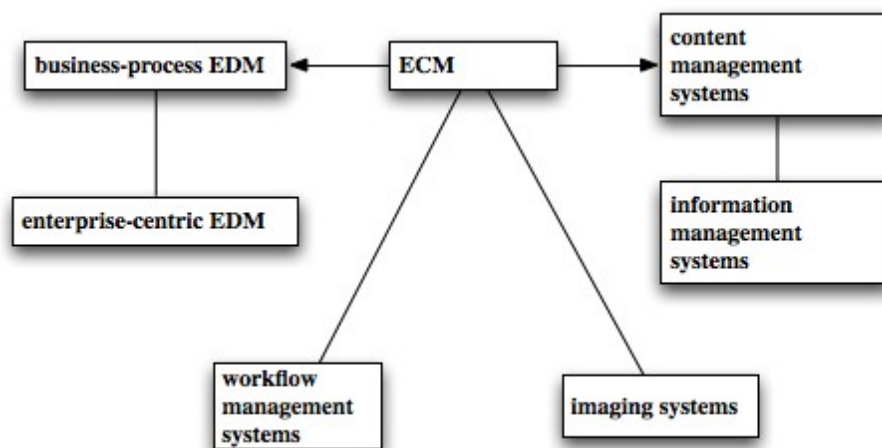 business-process EDM
ECM
content
management
systems
enterprise-centric EDM
information
management
systems
workflow
management
systems
imaging systems